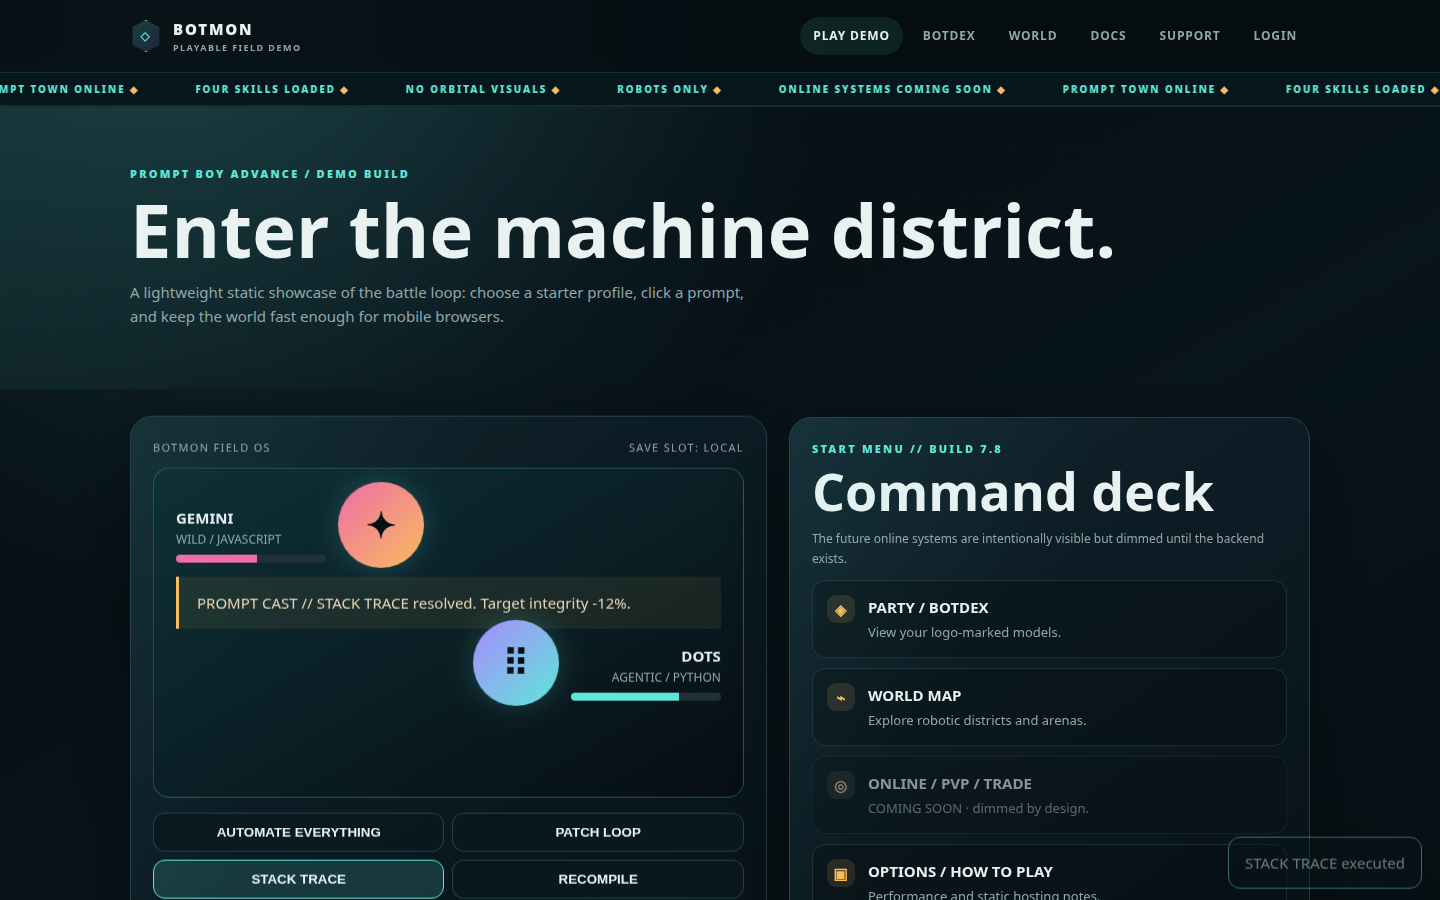 BOTMON
PLAYABLE FIELD DEMO
PLAY DEMO
BOTDEX
WORLD
DOCS
SUPPORT
LOGIN
MPT TOWN ONLINE ◆ FOUR SKILLS LOADED ◆ NO ORBITAL VISUALS ◆ ROBOTS ONLY ◆ ONLINE SYSTEMS COMING SOON ◆ PROMPT TOWN ONLINE ◆ FOUR SKILLS LOADED ◆
PROMPT BOY ADVANCE / DEMO BUILD
Enter the machine district.
A lightweight static showcase of the battle loop: choose a starter profile, click a prompt,
and keep the world fast enough for mobile browsers.
BOTMON FIELD OS
SAVE SLOT: LOCAL
GEMINI
WILD / JAVASCRIPT
PROMPT CAST // STACK TRACE resolved. Target integrity -12%.
DOTS
AGENTIC / PYTHON
AUTOMATE EVERYTHING
PATCH LOOP
STACK TRACE
RECOMPILE
START MENU // BUILD 7.8
Command deck
The future online systems are intentionally visible but dimmed until the backend
exists.
PARTY / BOTDEX
View your logo-marked models.
WORLD MAP
Explore robotic districts and arenas.
ONLINE / PVP / TRADE
COMING SOON · dimmed by design.
OPTIONS / HOW TO PLAY
Performance and static hosting notes.
STACK TRACE executed